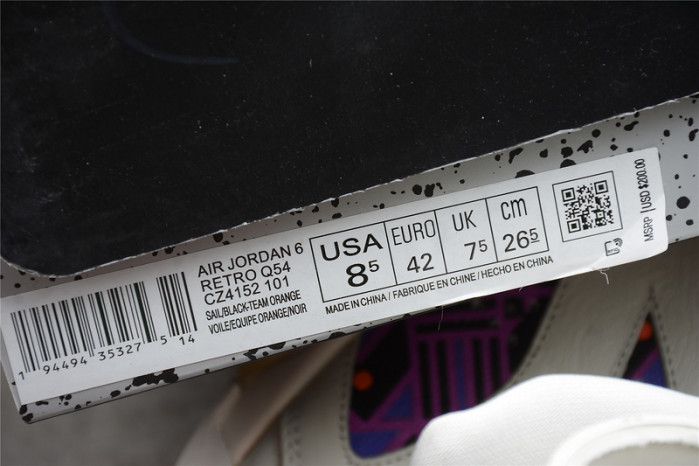 AIR JORDAN 6
RETRO Q54
CZ4152 101
SAIL/BLACK-TEAM ORANGE
VOILE/EQUIPE ORANGE/NOIR
USA
8⁵
EURO
42
UK
7⁵
cm
26⁵
MADE IN CHINA / FABRIQUE EN CHINE / HECHO EN CHINA
MSRP | USD $200.00
1 94494 35327 5 14